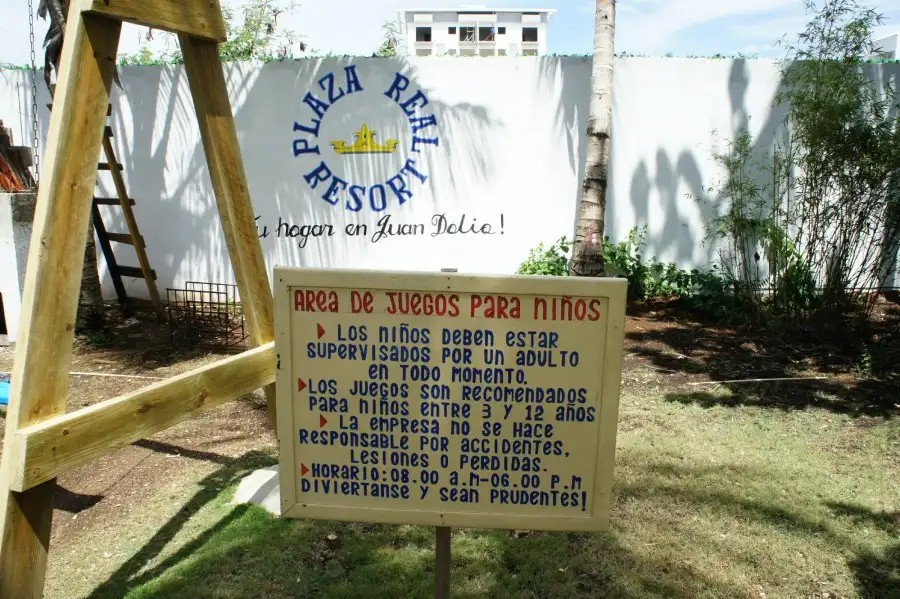 PLAZA REAL
RESORT
Tu hogar en Juan Dolio!
AREA DE JUEGOS PARA NIÑOS
LOS NIÑOS DEBEN ESTAR
SUPERVISADOS POR UN ADULTO
EN TODO MOMENTO.
LOS JUEGOS SON RECOMENDADOS
PARA NIÑOS ENTRE 3 Y 12 AÑOS
LA EMPRESA NO SE HACE
RESPONSABLE POR ACCIDENTES,
LESIONES O PERDIDAS.
HORARIO:08.00 a.M-06.00 P.M
DIVIERTANSE Y SEAN PRUDENTES!